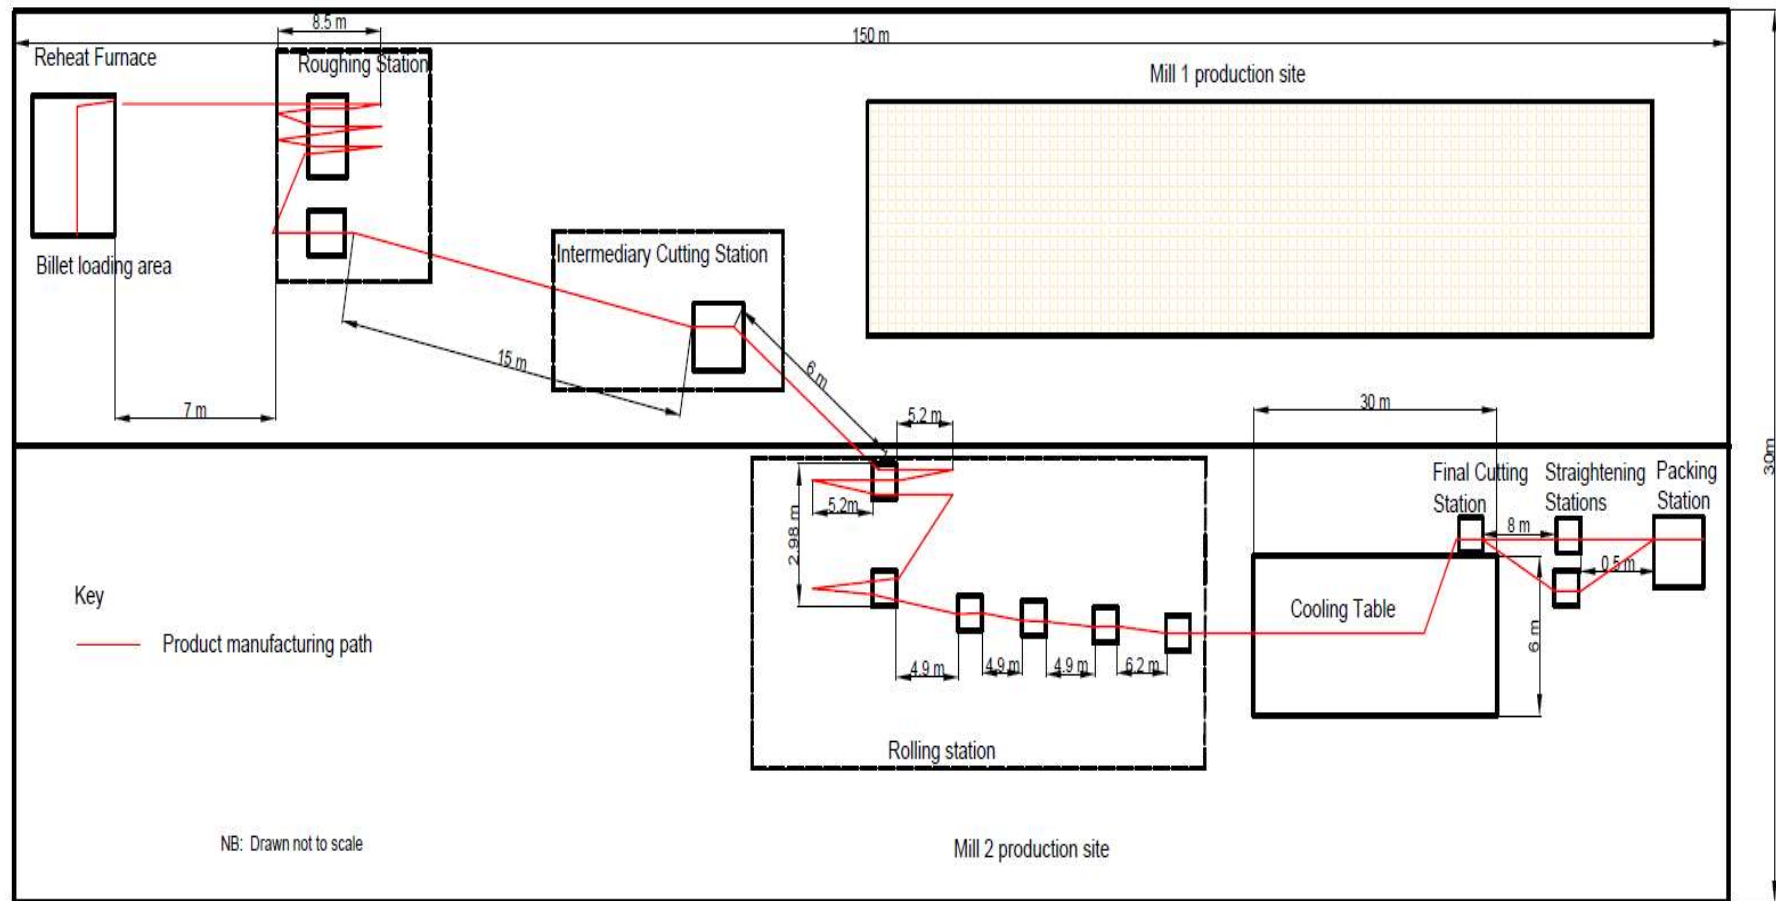 8.5 m
150 m
Reheat Furnace
Roughing Station
Mill 1 production site
Billet loading area
Intermediary Cutting Station
15 m
6 m
7 m
5.2 m
30 m
30m
Final Cutting
Station
Straightening
Stations
Packing
Station
5.2m
2.98 m
8 m
0.5 m
Key
Cooling Table
6 m
Product manufacturing path
4.9 m
4.9 m
4.9 m
6.2 m
Rolling station
NB: Drawn not to scale
Mill 2 production site